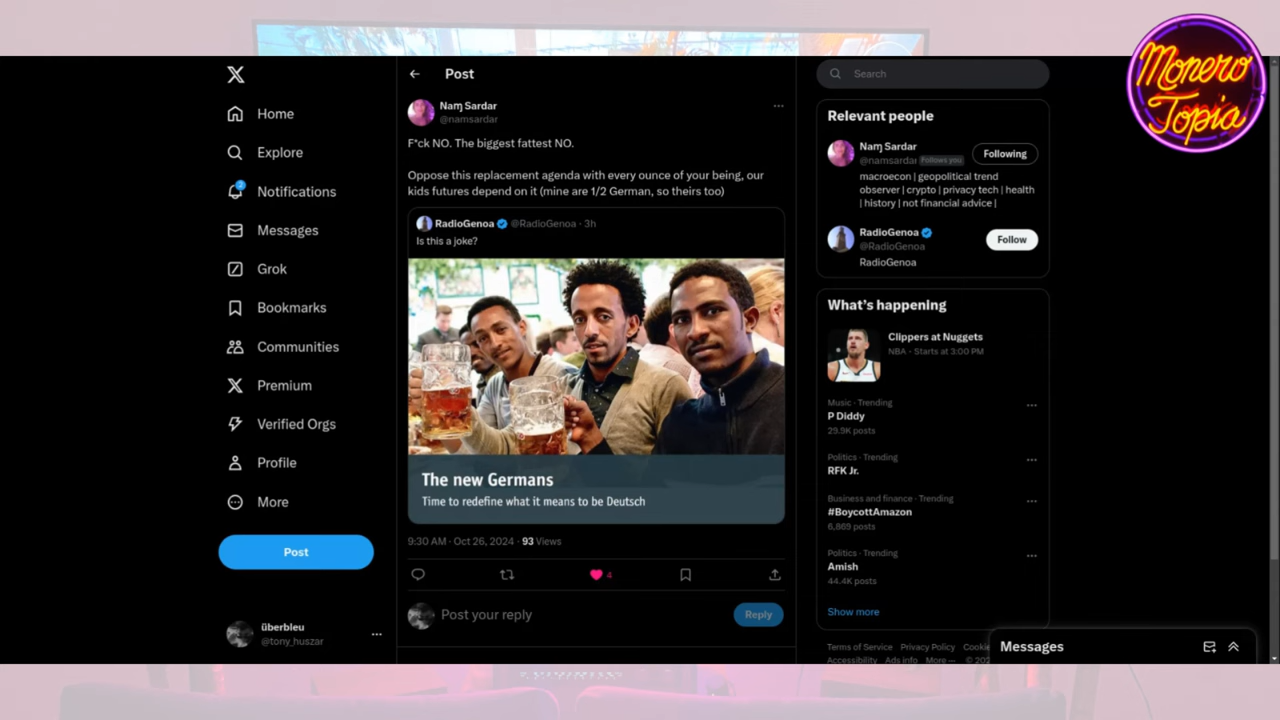 Monero
Topia
Home
Explore
2
Notifications
Messages
Grok
Bookmarks
Communities
Premium
Verified Orgs
Profile
More
Post
überbleu
@tony_huszar
Post
Naɱ Sardar
@namsardar
F*ck NO. The biggest fattest NO.
Oppose this replacement agenda with every ounce of your being, our
kids futures depend on it (mine are 1/2 German, so theirs too)
RadioGenoa @RadioGenoa · 3h
Is this a joke?
The new Germans
Time to redefine what it means to be Deutsch
9:30 AM · Oct 26, 2024 · 93 Views
4
Post your reply
Reply
Search
Relevant people
Naɱ Sardar
@namsardar Follows you
Following
macroecon | geopolitical trend
observer | crypto | privacy tech | health
| history | not financial advice |
RadioGenoa
@RadioGenoa
Follow
RadioGenoa
What's happening
Clippers at Nuggets
NBA · Starts at 3:00 PM
Music · Trending
P Diddy
29.5K posts
Politics · Trending
RFK Jr.
Business and finance · Trending
#BoycottAmazon
6,869 posts
Politics · Trending
Amish
44.4K posts
Show more
Terms of Service Privacy Policy Cookie
Accessibility Ads info More ··· © 202
Messages